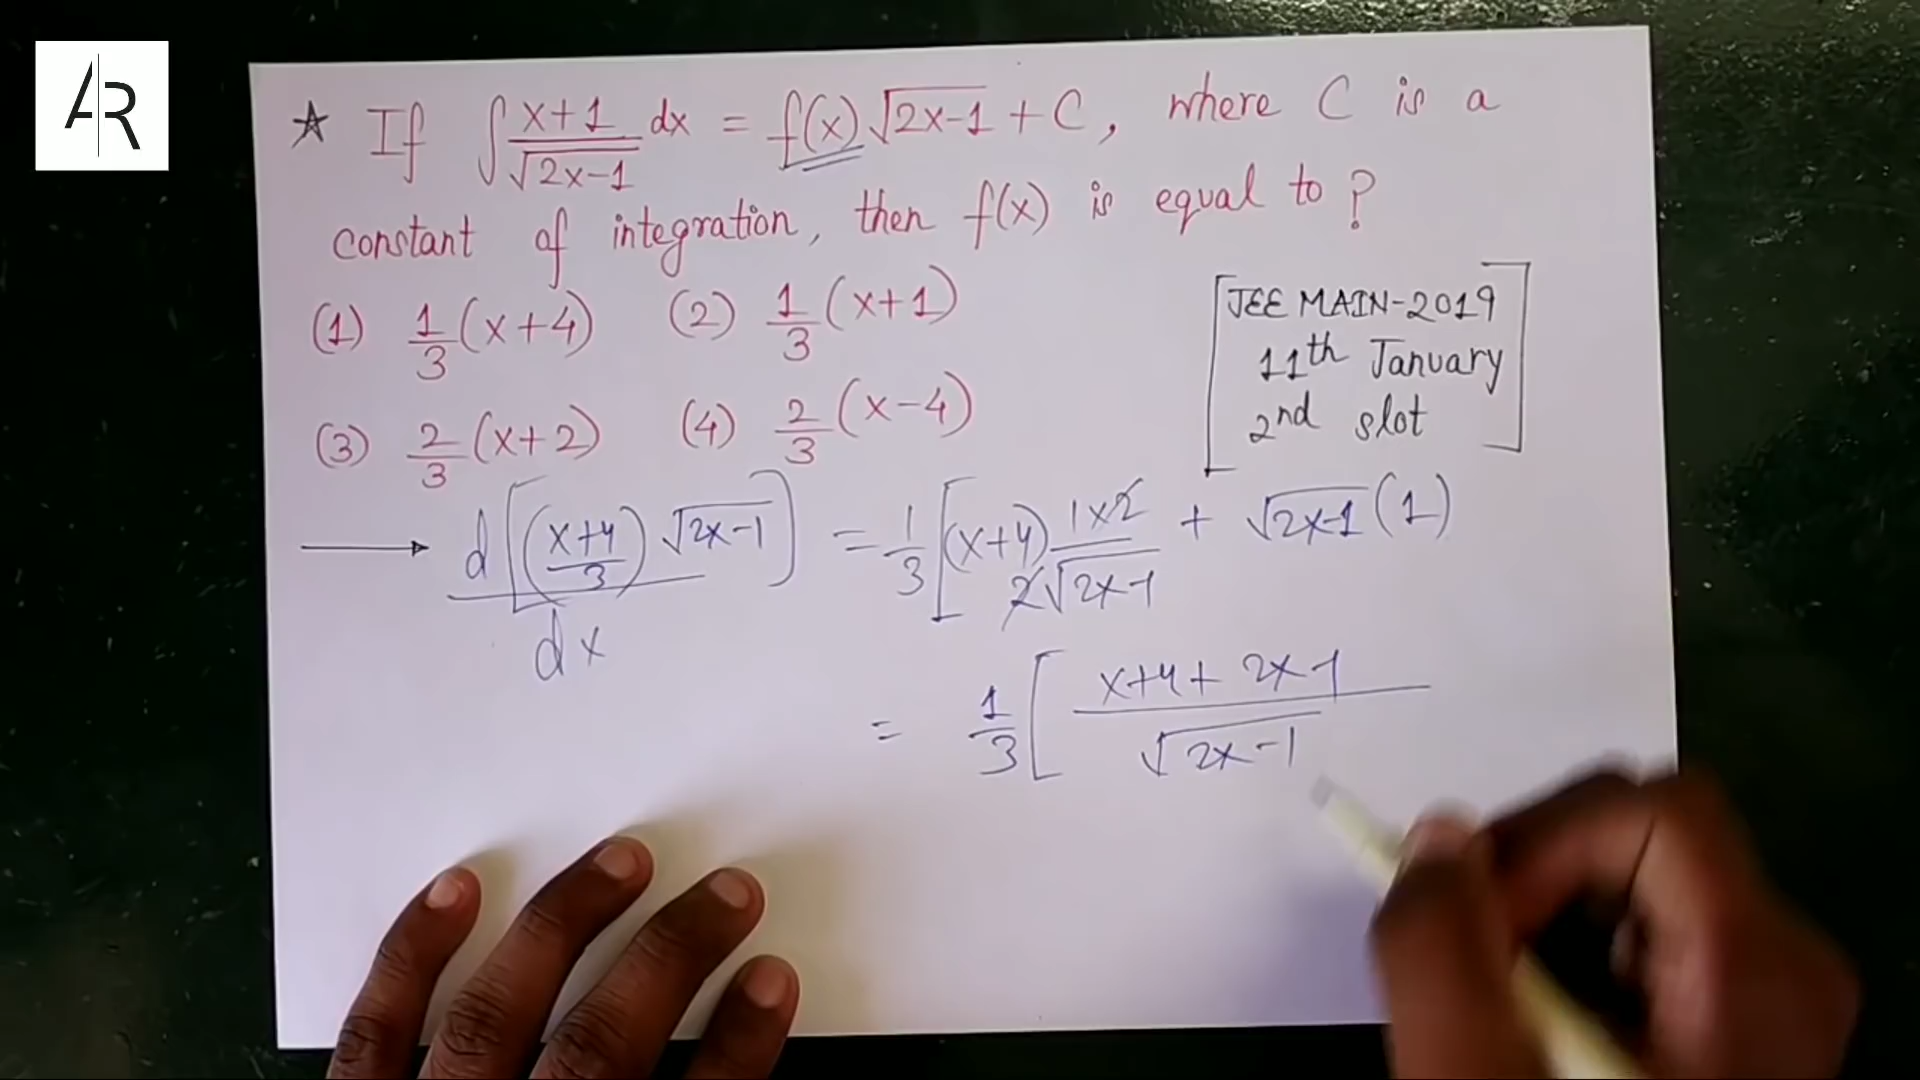 AR
☆ If ∫ x+1/√(2x-1) dx = f(x)√(2x-1) + C, where C is a
constant of integration, then f(x) is equal to ?
(1) 1/3 (x+4) (2) 1/3 (x+1)
(3) 2/3 (x+2) (4) 2/3 (x-4)
[JEE MAIN-2019
11th January
2nd slot]
→ d[((x+4)/3) √(2x-1)]/dx = 1/3 [(x+4) 1×2/2√(2x-1) + √(2x-1) (1)
= 1/3 [ x+4+2x-1/√(2x-1)